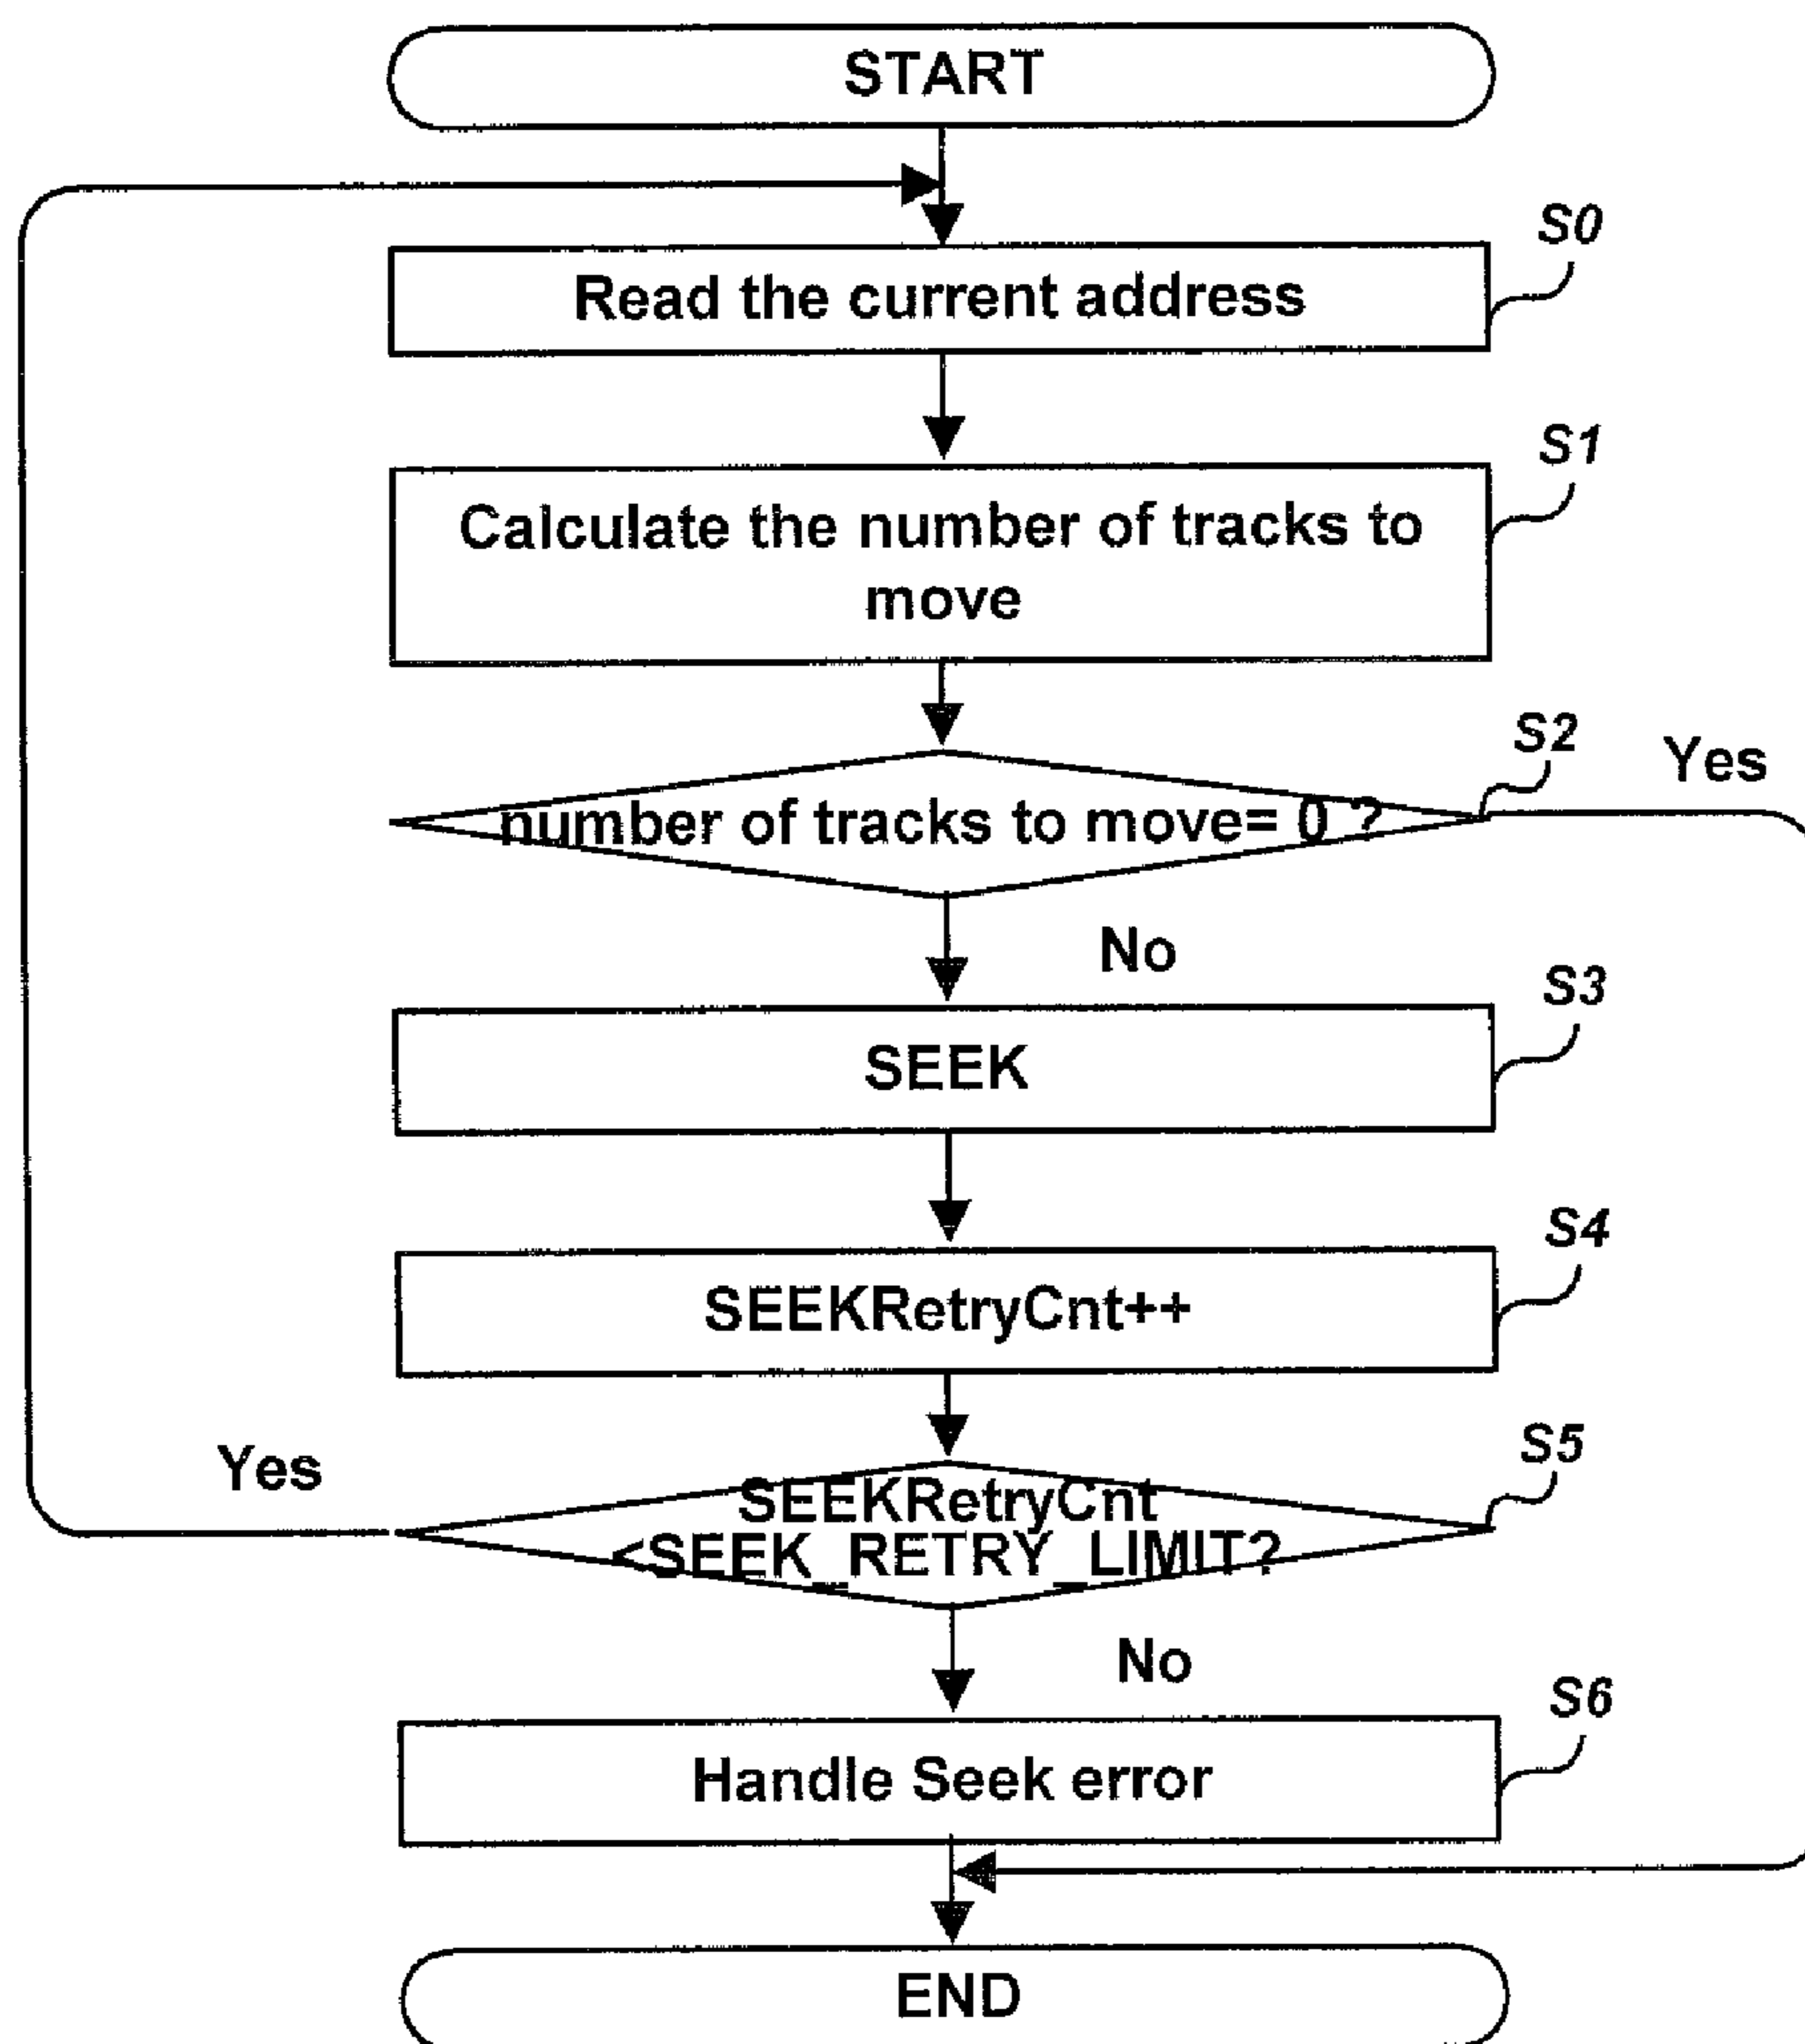 START
S0
Read the current address
S1
Calculate the number of tracks to
move
S2
Yes
number of tracks to move= 0 ?
No
S3
SEEK
S4
SEEKRetryCnt++
S5
Yes
SEEKRetryCnt
<SEEK_RETRY_LIMIT?
No
S6
Handle Seek error
END